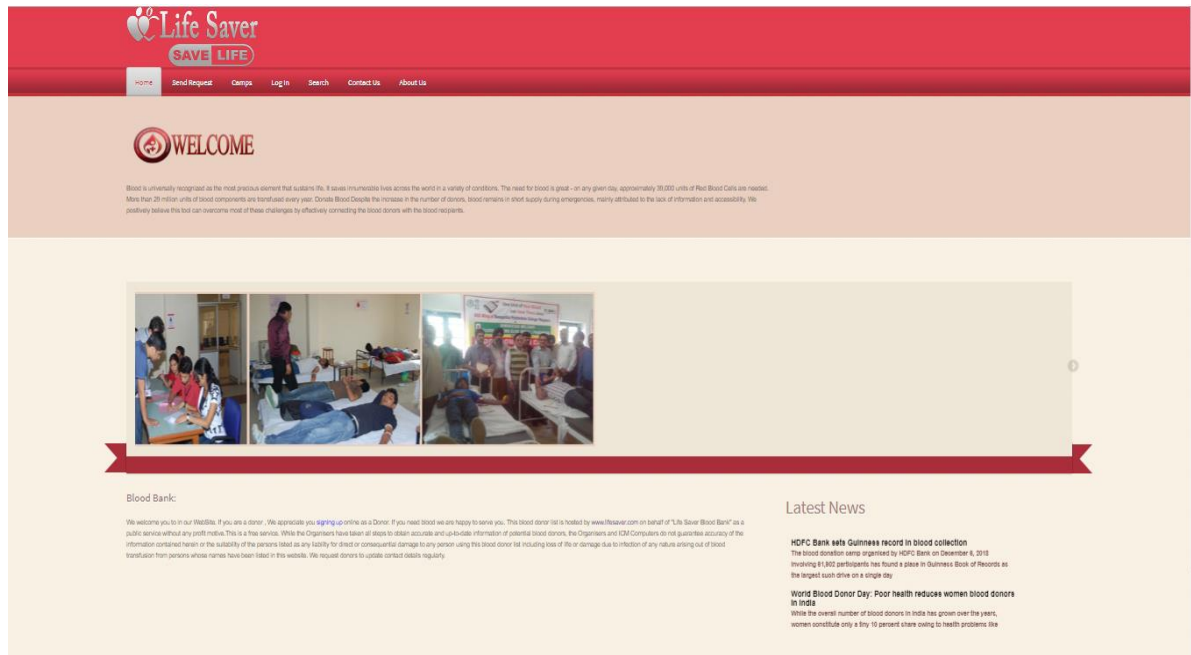 Life Saver
SAVE LIFE
Home Send Request Camps Log In Search Contact Us About Us
WELCOME
Blood is universally recognized as the most precious element that sustains life. It saves innumerable lives across the world in a variety of conditions. The need for blood is great - on any given day, approximately 39,000 units of Red Blood Cells are needed.
More than 29 million units of blood components are transfused every year. Donate Blood Despite the increase in the number of donors, blood remains in short supply during emergencies, mainly attributed to the lack of information and accessibility. We
positively believe this tool can overcome most of these challenges by effectively connecting the blood donors with the blood recipients.
Blood Bank:
We welcome you to in our WebSite. If you are a donor , We appreciate you signing up online as a Donor. If you need blood we are happy to serve you. This blood donor list is hosted by www.lifesaver.com on behalf of "Life Saver Blood Bank" as a
public service without any profit motive.This is a free service. While the Organisers have taken all steps to obtain accurate and up-to-date information of potential blood donors, the Organisers and ICM Computers do not guarantee accuracy of the
information contained herein or the suitability of the persons listed as any liability for direct or consequential damage to any person using this blood donor list including loss of life or damage due to infection of any nature arising out of blood
transfusion from persons whose names have been listed in this website. We request donors to update contact details regularly.
Latest News
HDFC Bank sets Guinness record in blood collection
The blood donation camp organised by HDFC Bank on December 6, 2013
involving 61,902 participants has found a place in Guinness Book of Records as
the largest such drive on a single day
World Blood Donor Day: Poor health reduces women blood donors
in India
While the overall number of blood donors in India has grown over the years,
women constitute only a tiny 10 percent share owing to health problems like